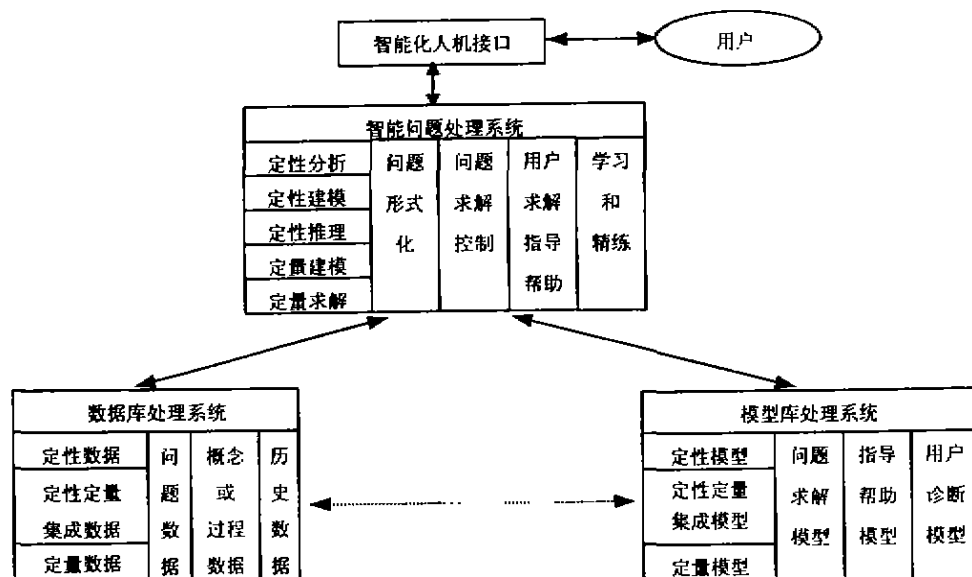 智能化人机接口
用户
智能问题处理系统
定性分析
定性建模
定性推理
定量建模
定量求解
问题
形式
化
问题
求解
控制
用户
求解
指导
帮助
学习
和
精练
数据库处理系统
定性数据
定性定量
集成数据
定量数据
问
题
数
据
概念
或
过程
数据
历
史
数
据
模型库处理系统
定性模型
定性定量
集成模型
定量模型
问题
求解
模型
指导
帮助
模型
用户
诊断
模型